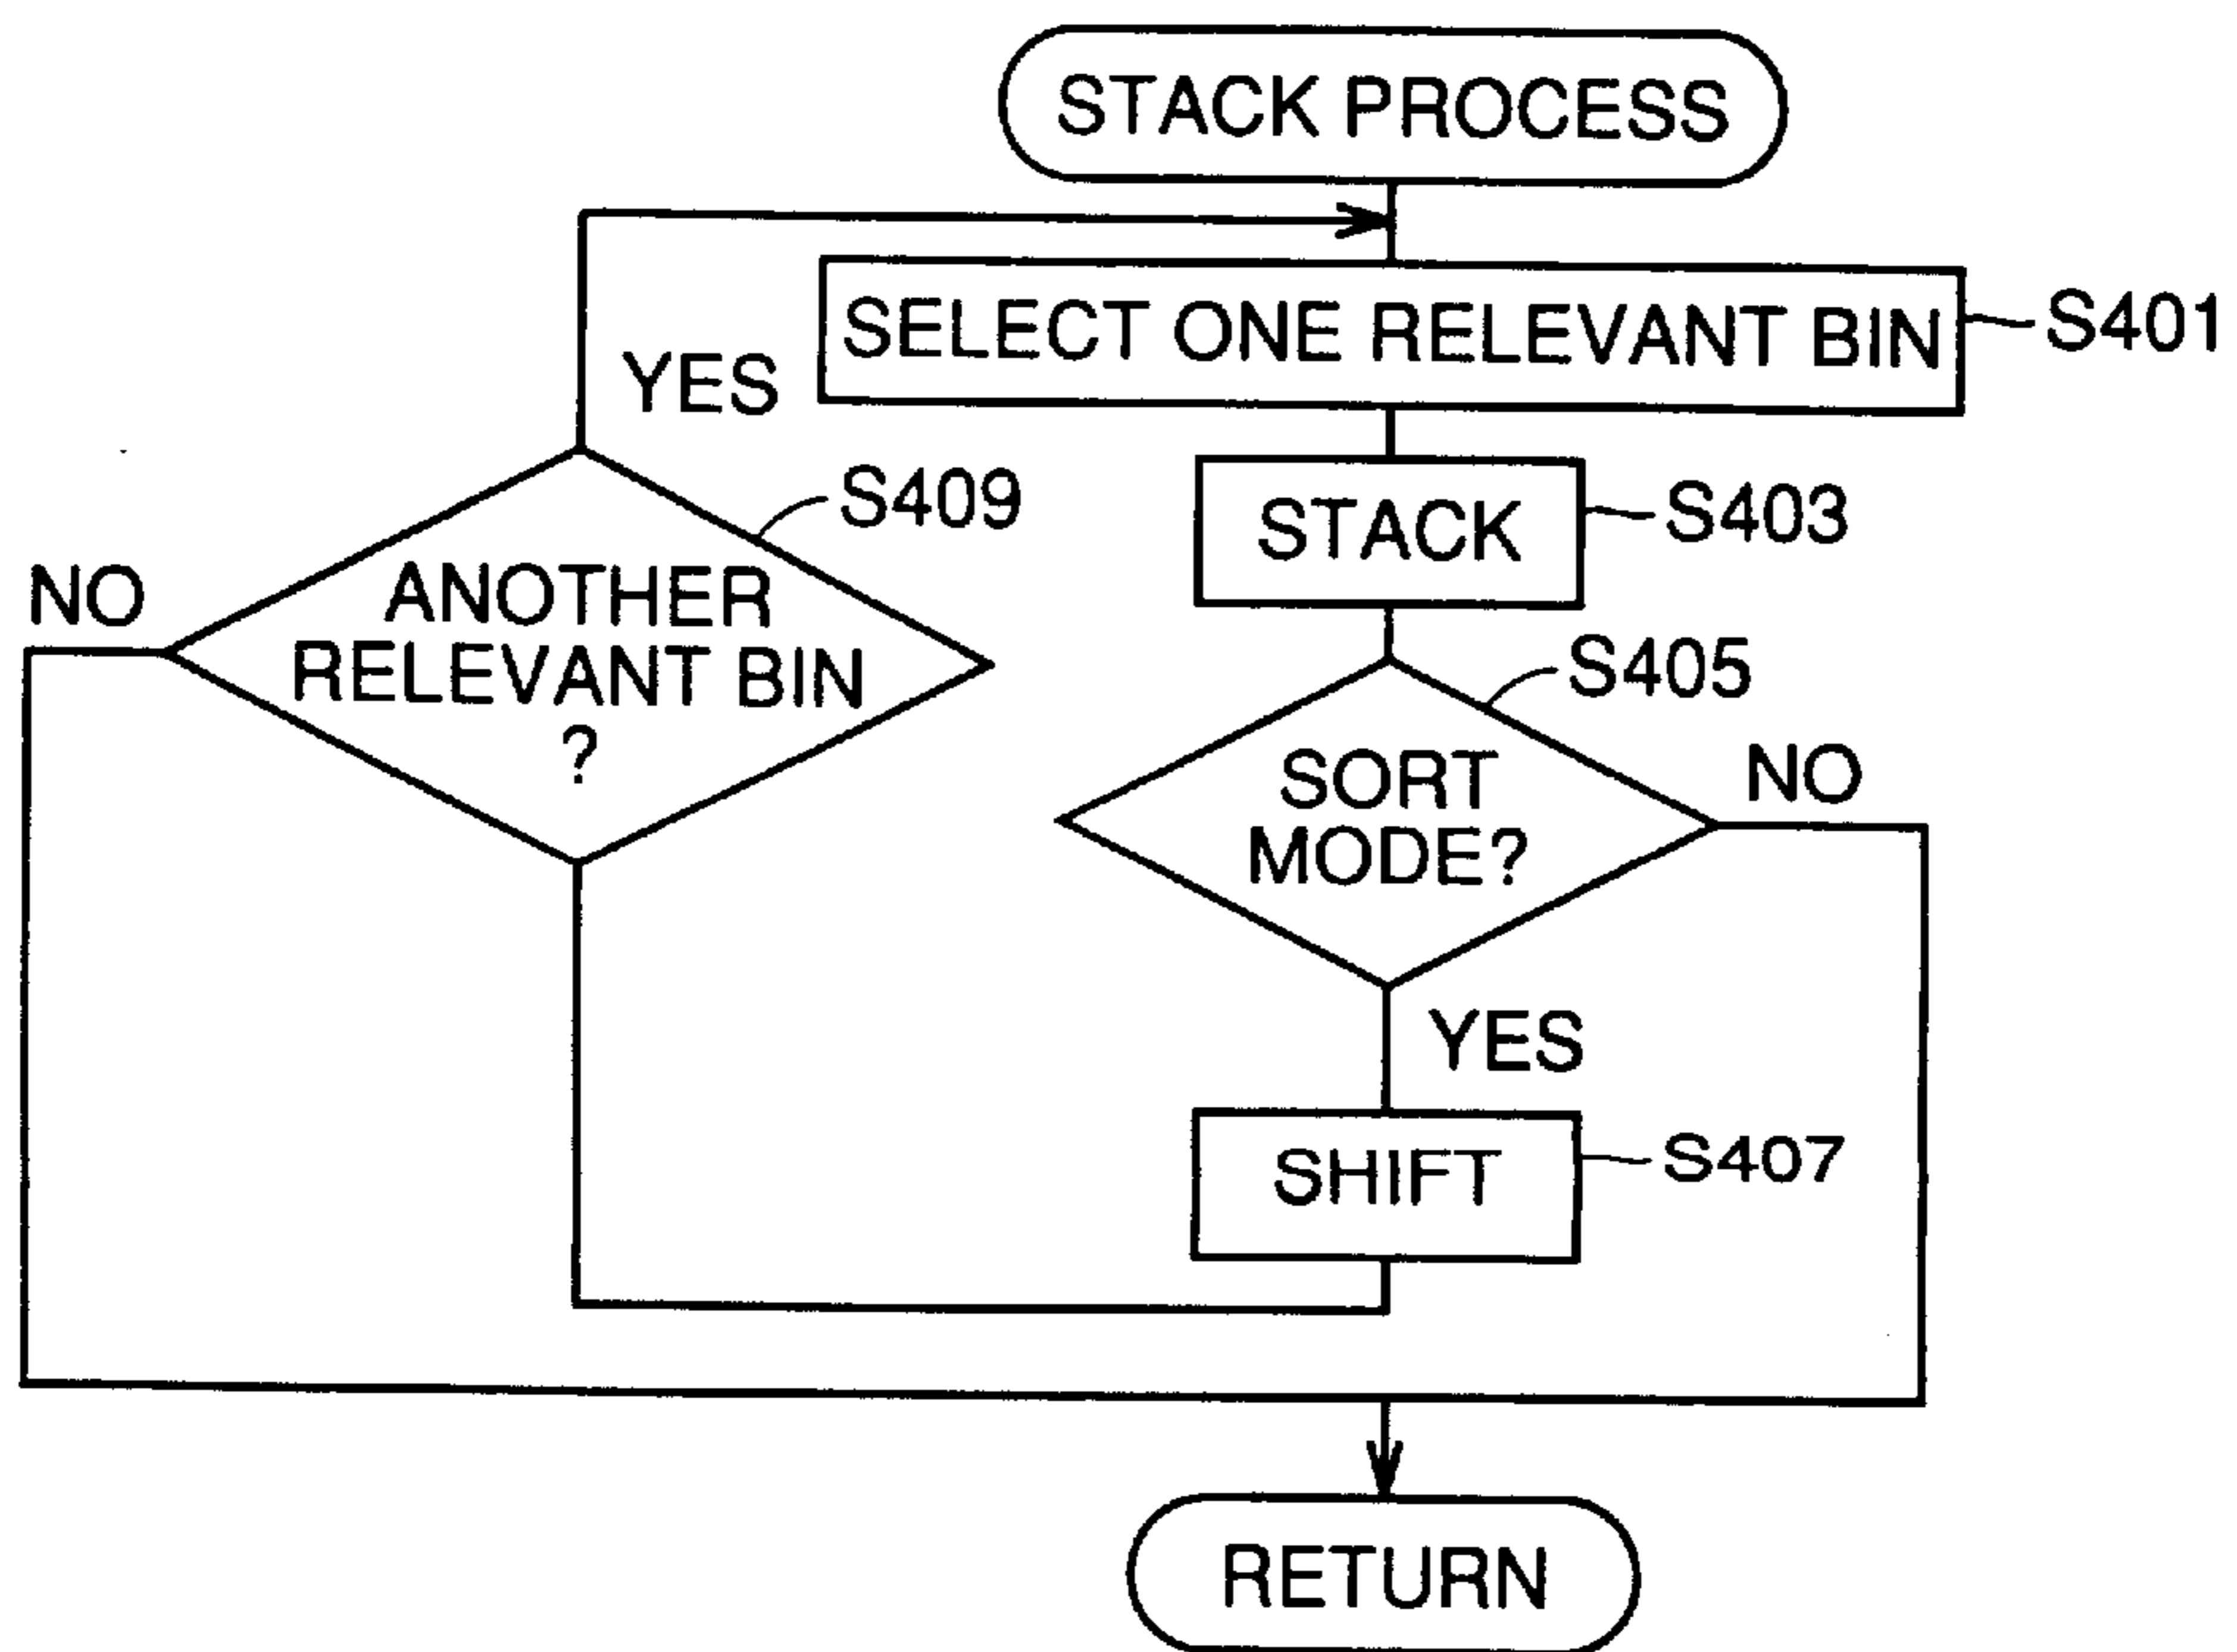 STACK PROCESS
SELECT ONE RELEVANT BIN
S401
YES
STACK
S403
S409
ANOTHER
RELEVANT BIN
?
NO
S405
SORT
MODE?
NO
YES
SHIFT
S407
RETURN